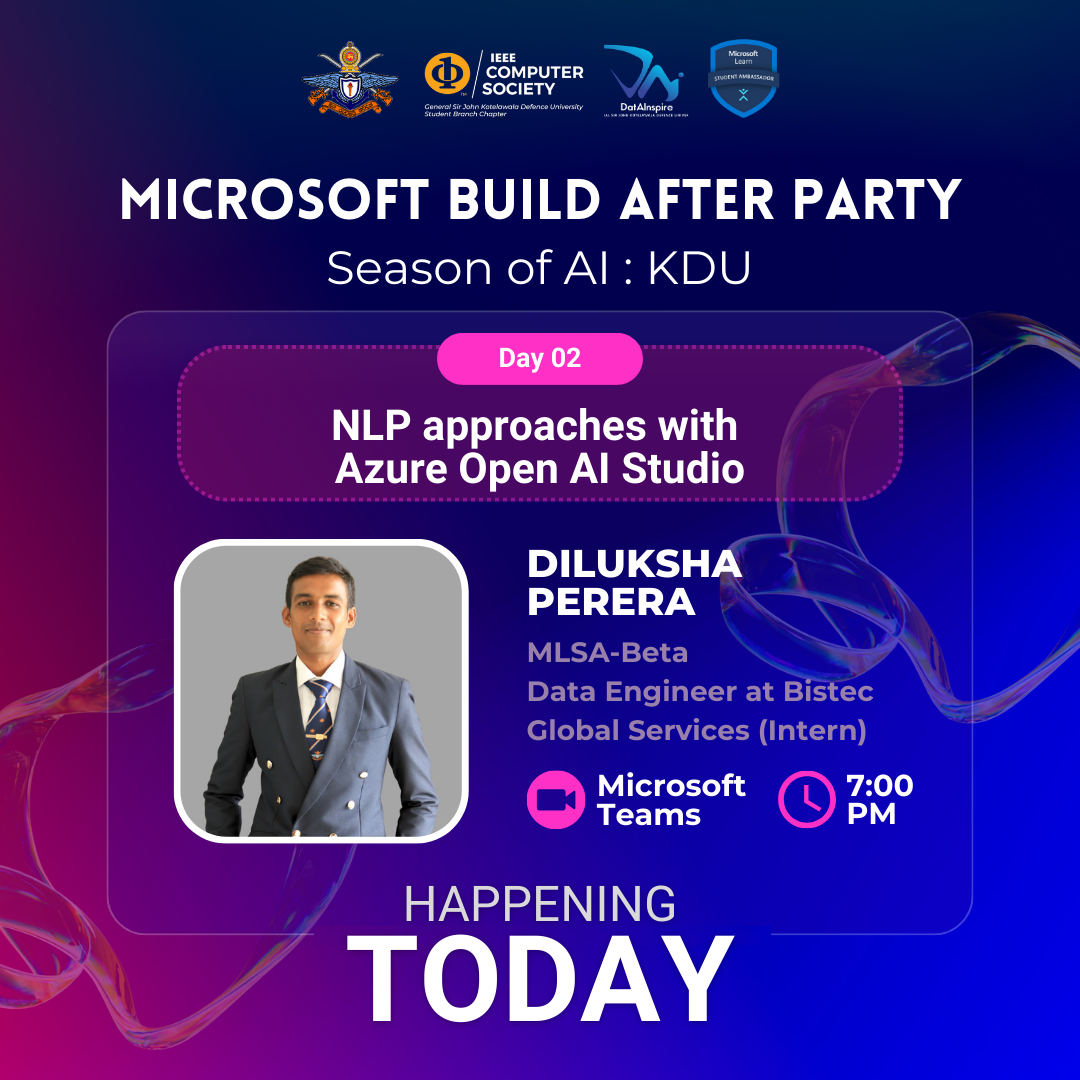 IEEE
COMPUTER
SOCIETY
TM
General Sir John Kotelawala Defence University
Student Branch Chapter
DatAInspire
Microsoft
Learn
STUDENT AMBASSADOR
MICROSOFT BUILD AFTER PARTY
Season of AI : KDU
Day 02
NLP approaches with
Azure Open AI Studio
DILUKSHA
PERERA
MLSA-Beta
Data Engineer at Bistec
Global Services (Intern)
Microsoft
Teams
7:00
PM
HAPPENING
TODAY